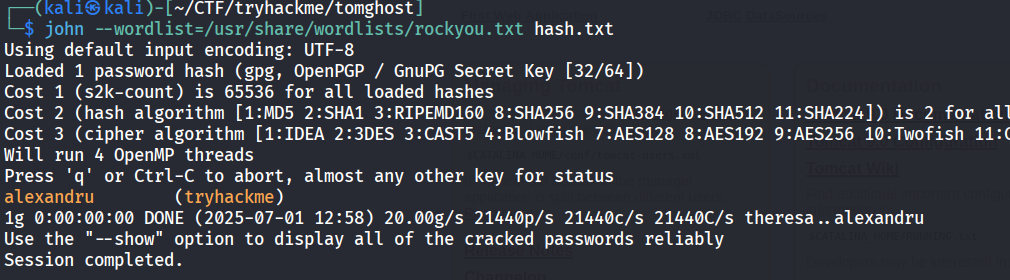 ┌──(kali㉿kali)-[~/CTF/tryhackme/tomghost]
└─$ john --wordlist=/usr/share/wordlists/rockyou.txt hash.txt
Using default input encoding: UTF-8
Loaded 1 password hash (gpg, OpenPGP / GnuPG Secret Key [32/64])
Cost 1 (s2k-count) is 65536 for all loaded hashes
Cost 2 (hash algorithm [1:MD5 2:SHA1 3:RIPEMD160 8:SHA256 9:SHA384 10:SHA512 11:SHA224]) is 2 for all
Cost 3 (cipher algorithm [1:IDEA 2:3DES 3:CAST5 4:Blowfish 7:AES128 8:AES192 9:AES256 10:Twofish 11:C
Will run 4 OpenMP threads
Press 'q' or Ctrl-C to abort, almost any other key for status
alexandru        (tryhackme)
1g 0:00:00:00 DONE (2025-07-01 12:58) 20.00g/s 21440p/s 21440c/s 21440C/s theresa..alexandru
Use the "--show" option to display all of the cracked passwords reliably
Session completed.
Tomcat Wiki